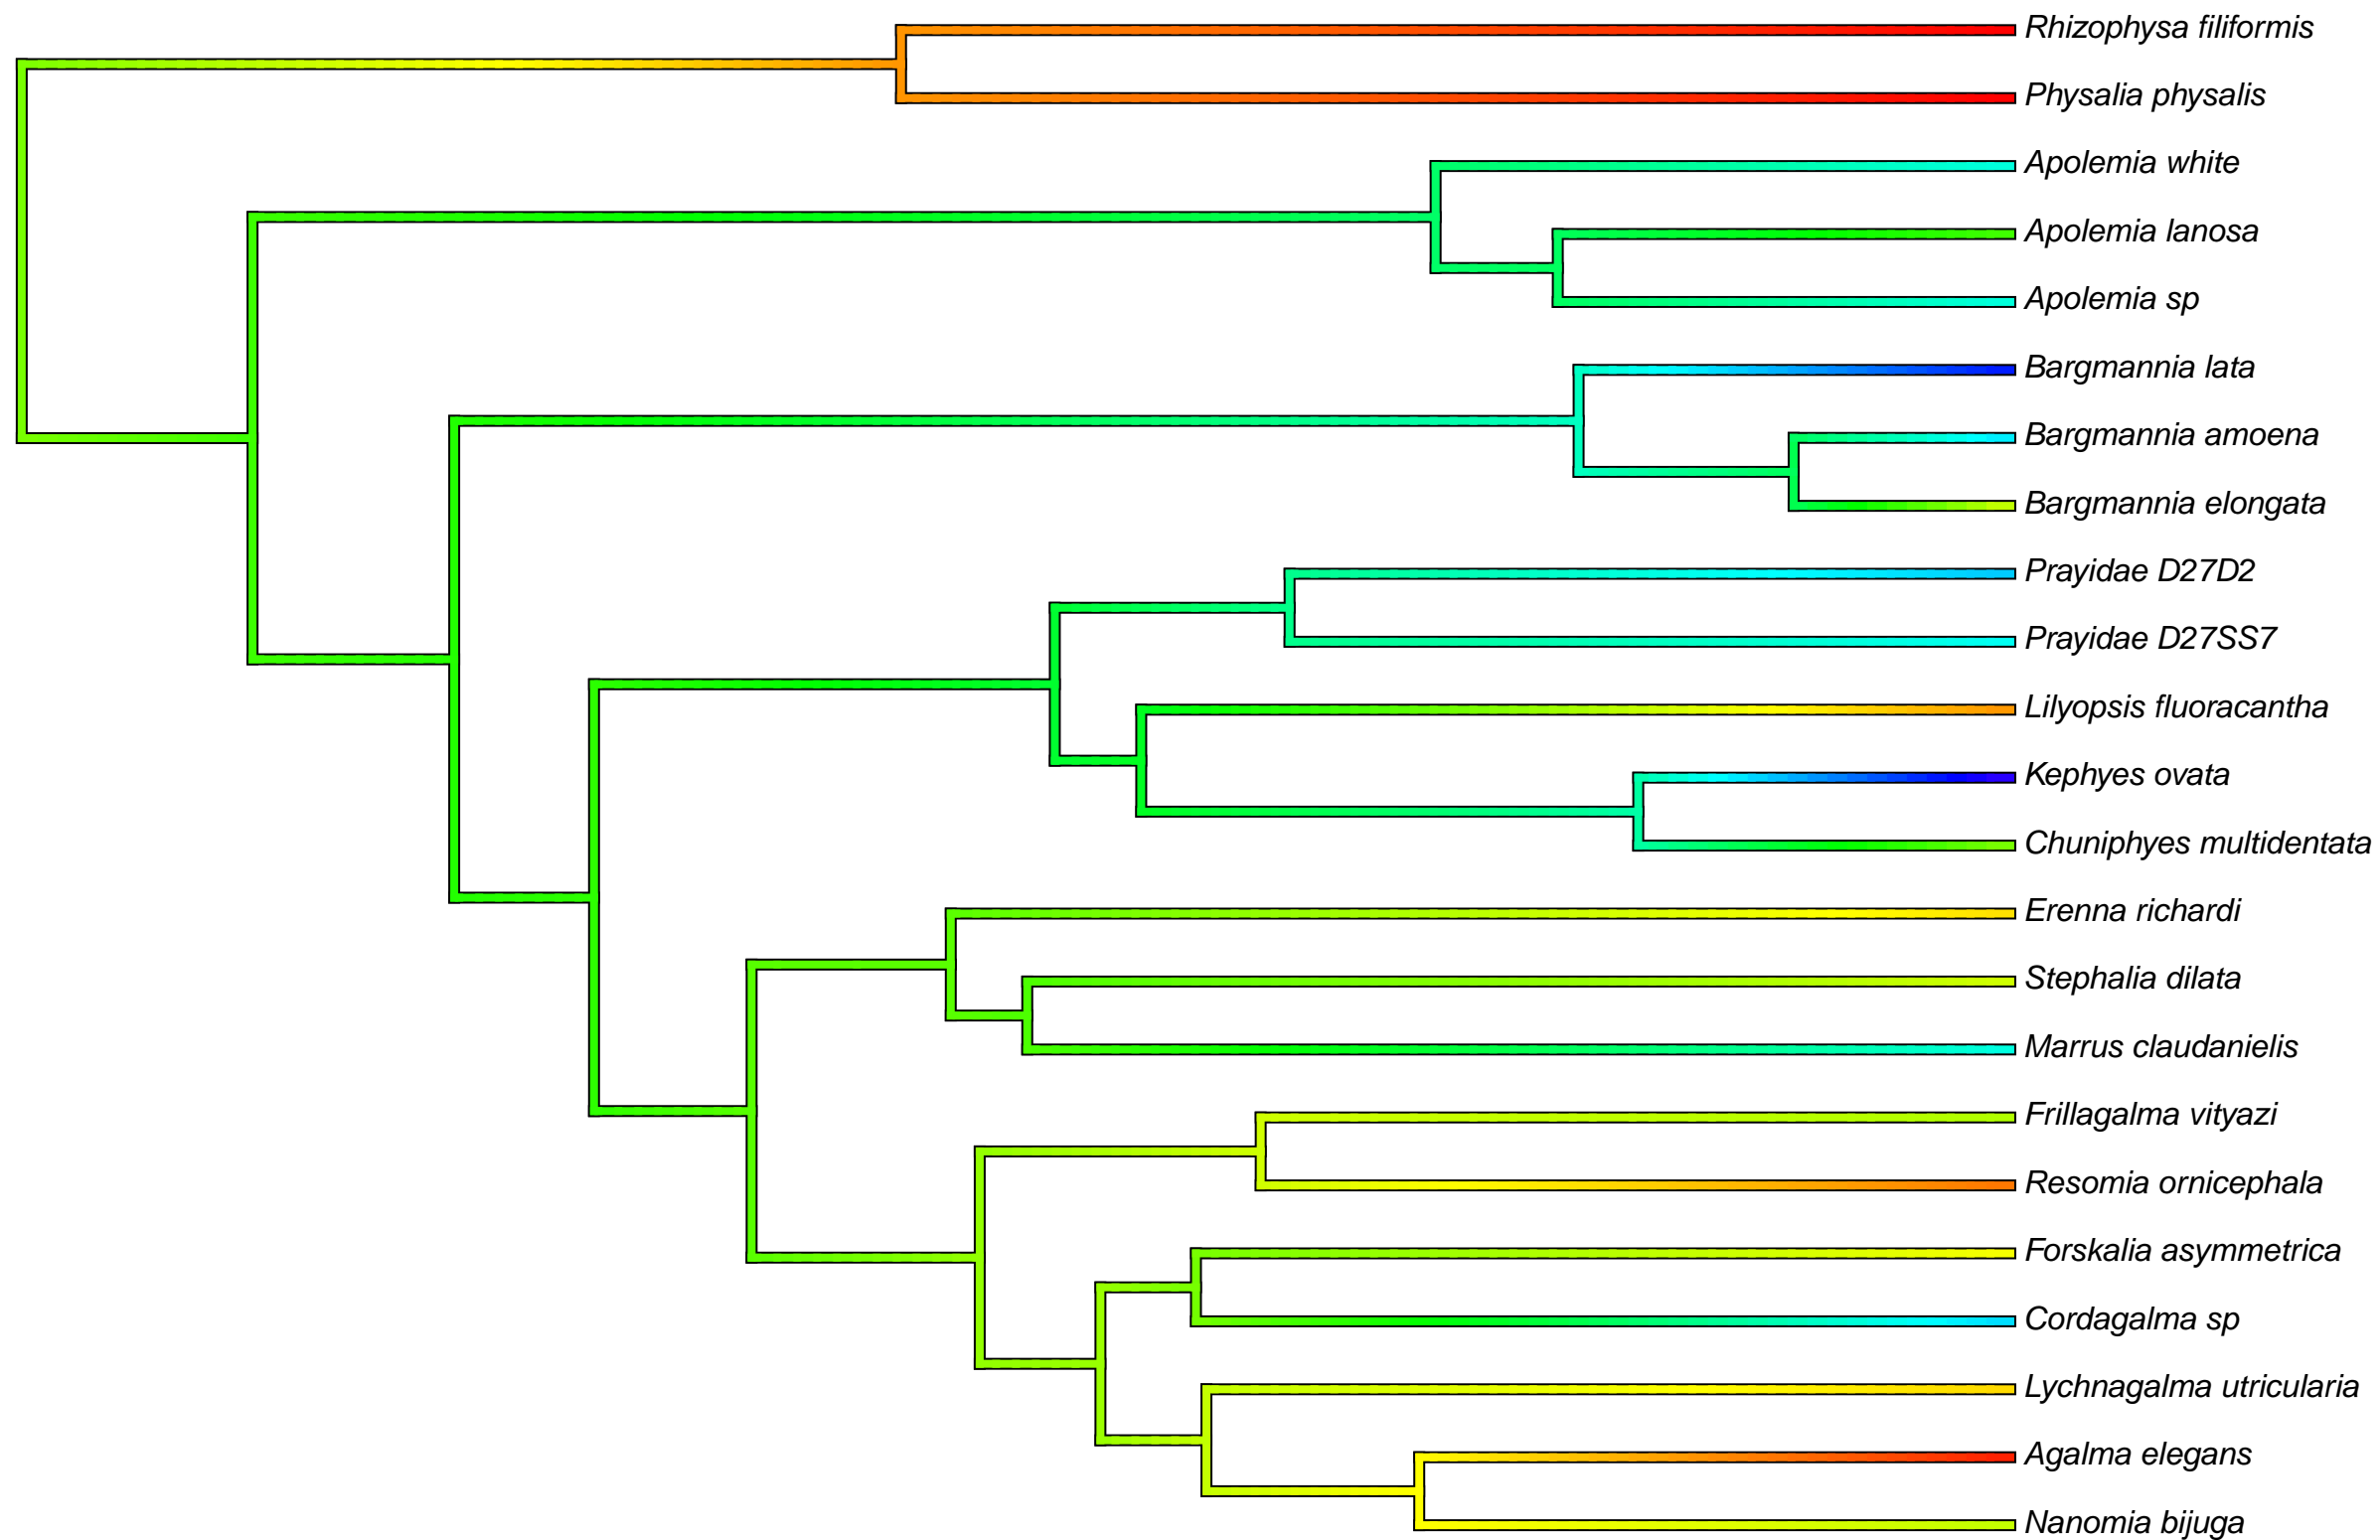 Rhizophysa filiformis
Physalia physalis
Apolemia white
Apolemia lanosa
Apolemia sp
Bargmannia lata
Bargmannia amoena
Bargmannia elongata
Prayidae D27D2
Prayidae D27SS7
Lilyopsis fluoracantha
Kephyes ovata
Chuniphyes multidentata
Erenna richardi
Stephalia dilata
Marrus claudanielis
Frillagalma vityazi
Resomia ornicephala
Forskalia asymmetrica
Cordagalma sp
Lychnagalma utricularia
Agalma elegans
Nanomia bijuga